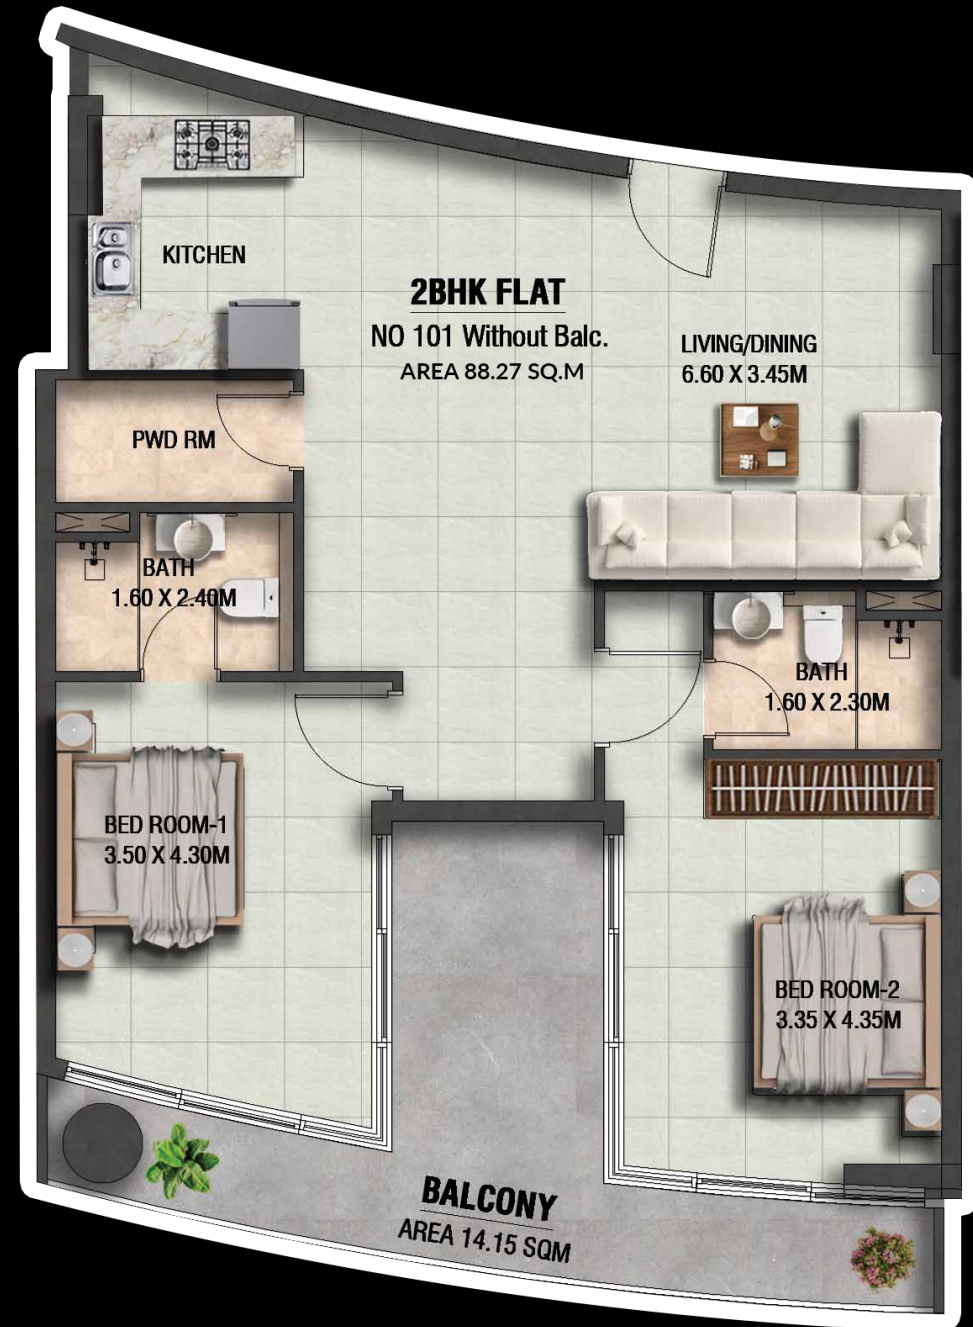 KITCHEN
2BHK FLAT
NO 101 Without Balc.
AREA 88.27 SQ.M
LIVING/DINING
6.60 X 3.45M
PWD RM
BATH
1.60 X 2.40M
BATH
1.60 X 2.30M
BED ROOM-1
3.50 X 4.30M
BED ROOM-2
3.35 X 4.35M
BALCONY
AREA 14.15 SQM